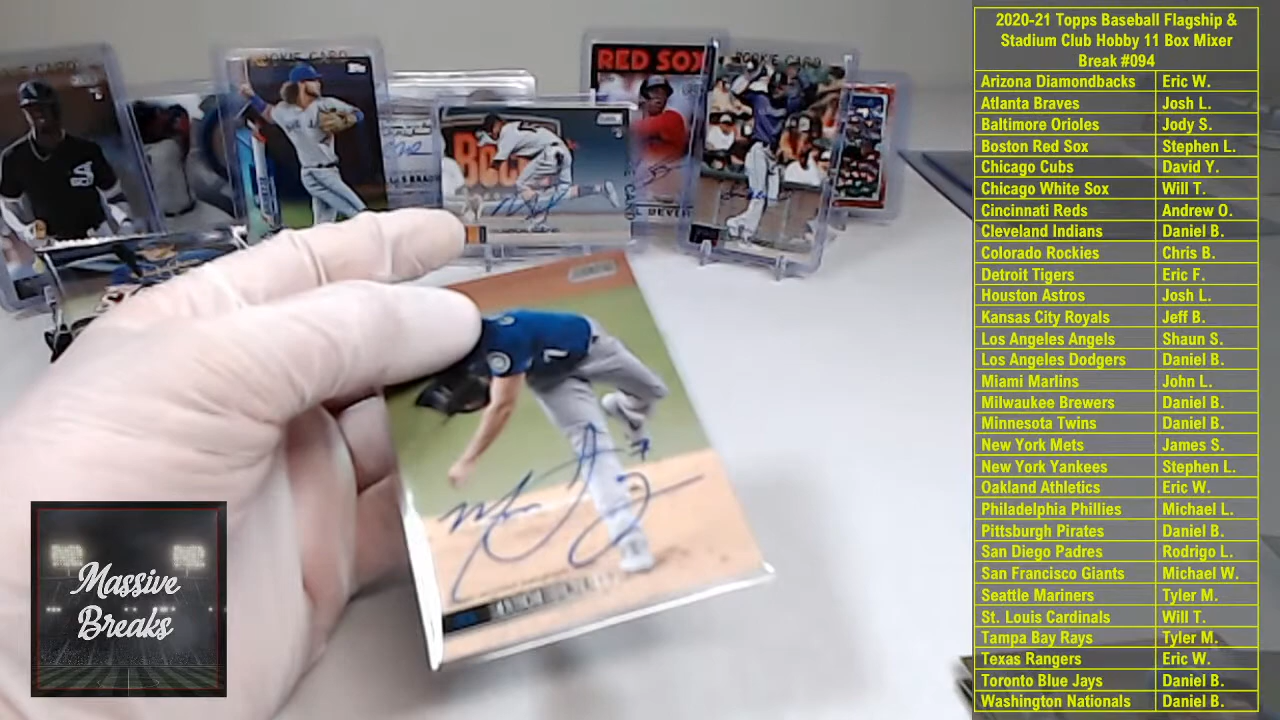 2020-21 Topps Baseball Flagship &
Stadium Club Hobby 11 Box Mixer
Break #094
Arizona Diamondbacks Eric W.
Atlanta Braves Josh L.
Baltimore Orioles Jody S.
Boston Red Sox Stephen L.
Chicago Cubs David Y.
Chicago White Sox Will T.
Cincinnati Reds Andrew O.
Cleveland Indians Daniel B.
Colorado Rockies Chris B.
Detroit Tigers Eric F.
Houston Astros Josh L.
Kansas City Royals Jeff B.
Los Angeles Angels Shaun S.
Los Angeles Dodgers Daniel B.
Miami Marlins John L.
Milwaukee Brewers Daniel B.
Minnesota Twins Daniel B.
New York Mets James S.
New York Yankees Stephen L.
Oakland Athletics Eric W.
Philadelphia Phillies Michael L.
Pittsburgh Pirates Daniel B.
San Diego Padres Rodrigo L.
San Francisco Giants Michael W.
Seattle Mariners Tyler M.
St. Louis Cardinals Will T.
Tampa Bay Rays Tyler M.
Texas Rangers Eric W.
Toronto Blue Jays Daniel B.
Washington Nationals Daniel B.
RED SOX
ROOKIE CARD
ROOKIE CARD
Massive
Breaks